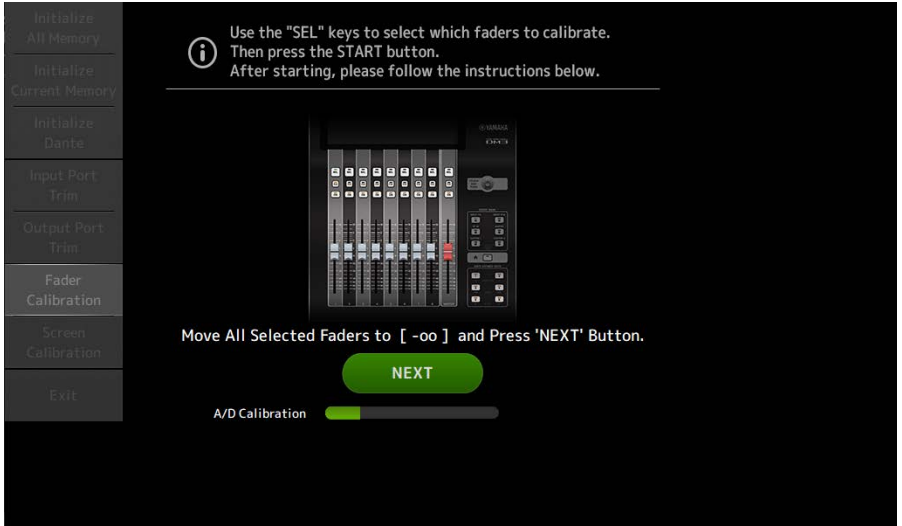 Initialize
All Memory
Initialize
Current Memory
Initialize
Dante
Input Port
Trim
Output Port
Trim
Fader
Calibration
Screen
Calibration
Exit
Use the "SEL" keys to select which faders to calibrate.
Then press the START button.
After starting, please follow the instructions below.
YAMAHA
DM3
Move All Selected Faders to [ -oo ] and Press 'NEXT' Button.
NEXT
A/D Calibration